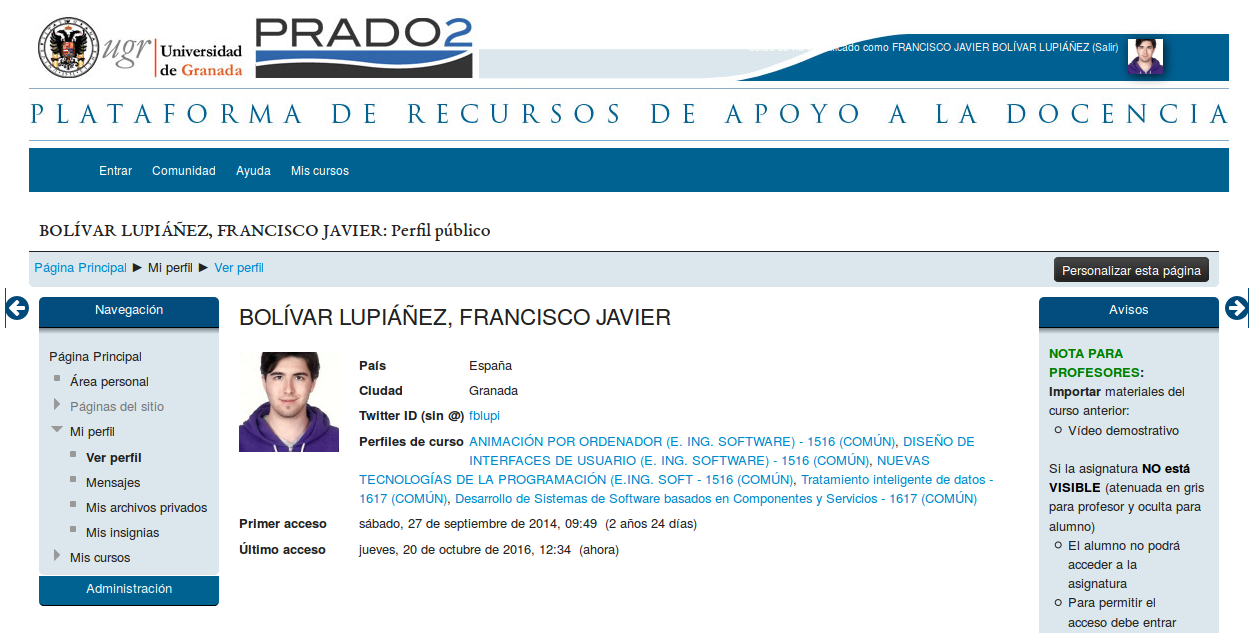 ugr Universidad
de Granada
PRADO2
como FRANCISCO JAVIER BOLÍVAR LUPIÁÑEZ (Salir)
PLATAFORMA DE RECURSOS DE APOYO A LA DOCENCIA
Entrar Comunidad Ayuda Mis cursos
BOLÍVAR LUPIÁÑEZ, FRANCISCO JAVIER: Perfil público
Página Principal ► Mi perfil ► Ver perfil
Personalizar esta página
Navegación
Página Principal
Área personal
Páginas del sitio
Mi perfil
Ver perfil
Mensajes
Mis archivos privados
Mis insignias
Mis cursos
Administración
BOLÍVAR LUPIÁÑEZ, FRANCISCO JAVIER
País España
Ciudad Granada
Twitter ID (sin @) fblupi
Perfiles de curso ANIMACIÓN POR ORDENADOR (E. ING. SOFTWARE) - 1516 (COMÚN), DISEÑO DE
INTERFACES DE USUARIO (E. ING. SOFTWARE) - 1516 (COMÚN), NUEVAS
TECNOLOGÍAS DE LA PROGRAMACIÓN (E.ING. SOFT - 1516 (COMÚN), Tratamiento inteligente de datos -
1617 (COMÚN), Desarrollo de Sistemas de Software basados en Componentes y Servicios - 1617 (COMÚN)
Primer acceso sábado, 27 de septiembre de 2014, 09:49 (2 años 24 días)
Último acceso jueves, 20 de octubre de 2016, 12:34 (ahora)
Avisos
NOTA PARA
PROFESORES:
Importar materiales del
curso anterior:
Vídeo demostrativo
Si la asignatura NO está
VISIBLE (atenuada en gris
para profesor y oculta para
alumno)
El alumno no podrá
acceder a la
asignatura
Para permitir el
acceso debe entrar